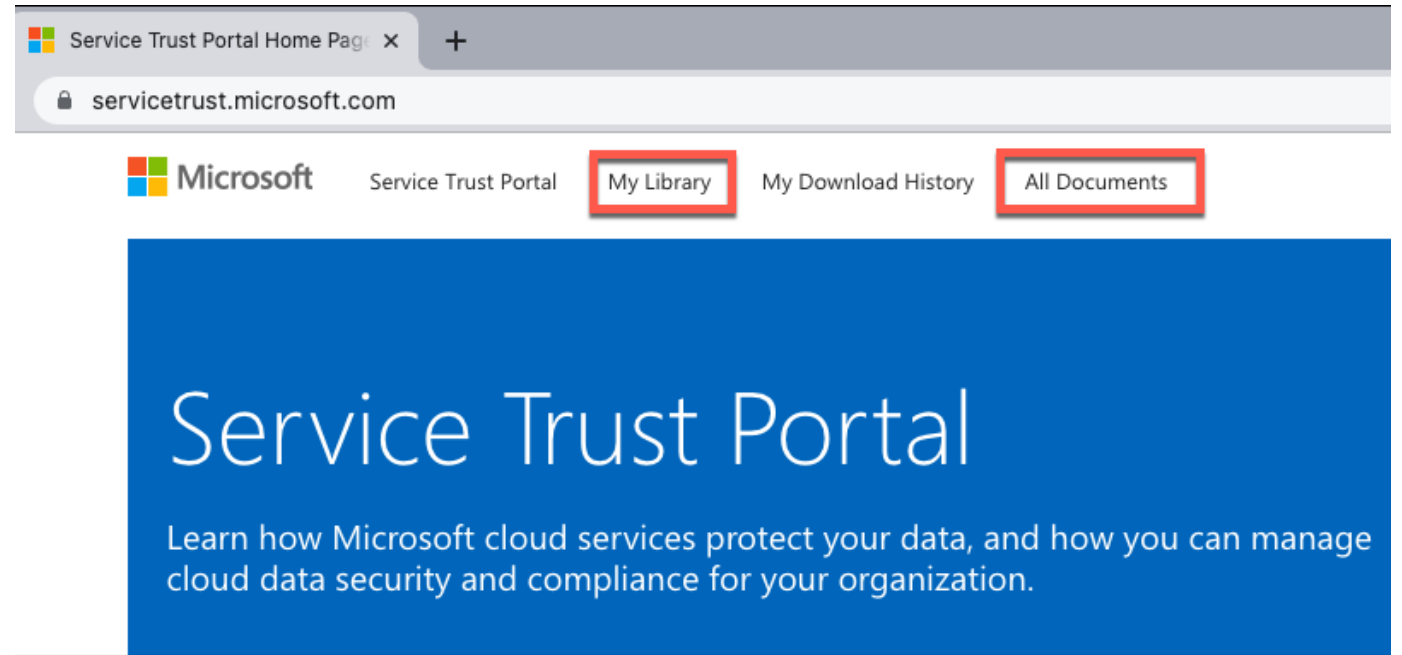 Service Trust Portal Home Pag
servicetrust.microsoft.com
Microsoft Service Trust Portal My Library My Download History All Documents
Service Trust Portal
Learn how Microsoft cloud services protect your data, and how you can manage
cloud data security and compliance for your organization.